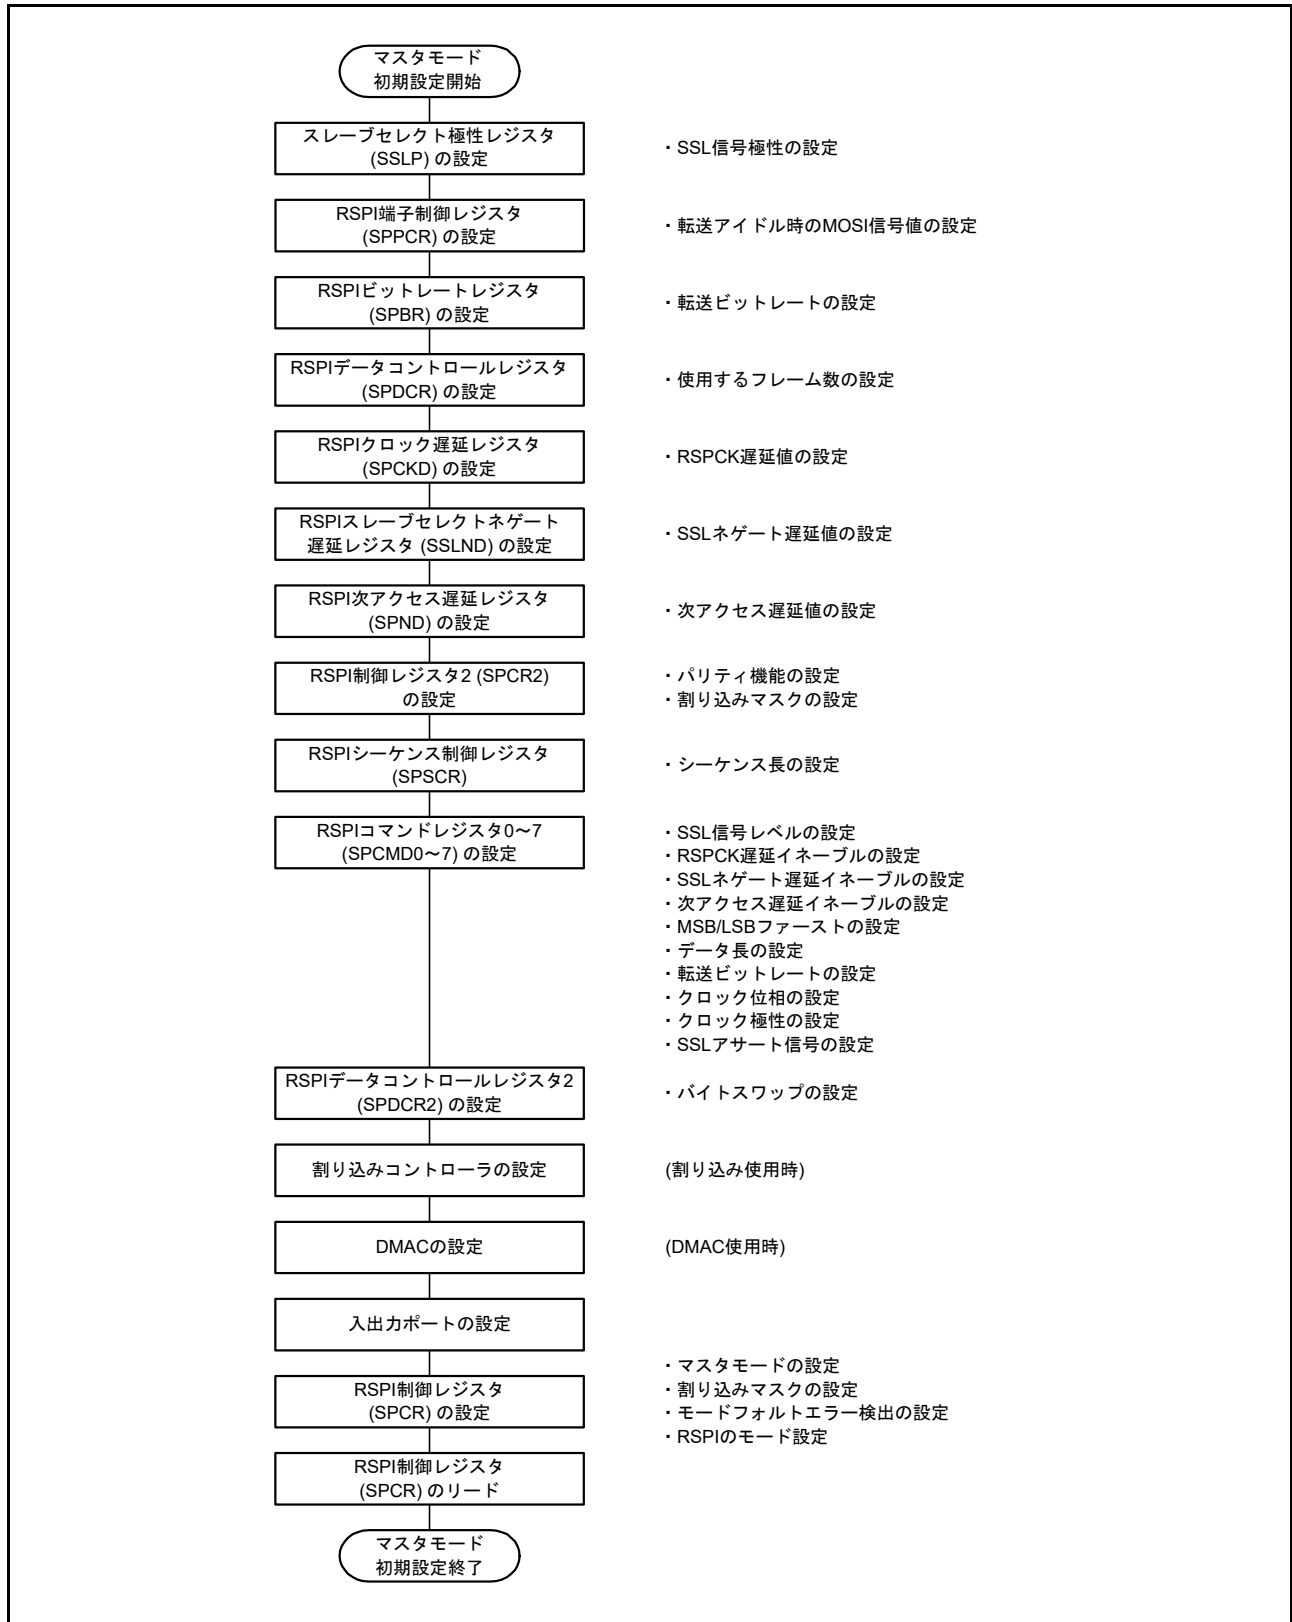 マスタモード
初期設定開始
スレーブセレクト極性レジスタ
(SSLP) の設定
・SSL信号極性の設定
RSPI端子制御レジスタ
(SPPCR) の設定
・転送アイドル時のMOSI信号値の設定
RSPIビットレートレジスタ
(SPBR) の設定
・転送ビットレートの設定
RSPIデータコントロールレジスタ
(SPDCR) の設定
・使用するフレーム数の設定
RSPIクロック遅延レジスタ
(SPCKD) の設定
・RSPCK遅延値の設定
RSPIスレーブセレクトネゲート
遅延レジスタ (SSLND) の設定
・SSLネゲート遅延値の設定
RSPI次アクセス遅延レジスタ
(SPND) の設定
・次アクセス遅延値の設定
RSPI制御レジスタ2 (SPCR2)
の設定
・パリティ機能の設定
・割り込みマスクの設定
RSPIシーケンス制御レジスタ
(SPSCR)
・シーケンス長の設定
RSPIコマンドレジスタ0～7
(SPCMD0～7) の設定
・SSL信号レベルの設定
・RSPCK遅延イネーブルの設定
・SSLネゲート遅延イネーブルの設定
・次アクセス遅延イネーブルの設定
・MSB/LSBファーストの設定
・データ長の設定
・転送ビットレートの設定
・クロック位相の設定
・クロック極性の設定
・SSLアサート信号の設定
RSPIデータコントロールレジスタ2
(SPDCR2) の設定
・バイトスワップの設定
割り込みコントローラの設定
(割り込み使用時)
DMACの設定
(DMAC使用時)
入出力ポートの設定
RSPI制御レジスタ
(SPCR) の設定
・マスタモードの設定
・割り込みマスクの設定
・モードフォルトエラー検出の設定
・RSPIのモード設定
RSPI制御レジスタ
(SPCR) のリード
マスタモード
初期設定終了